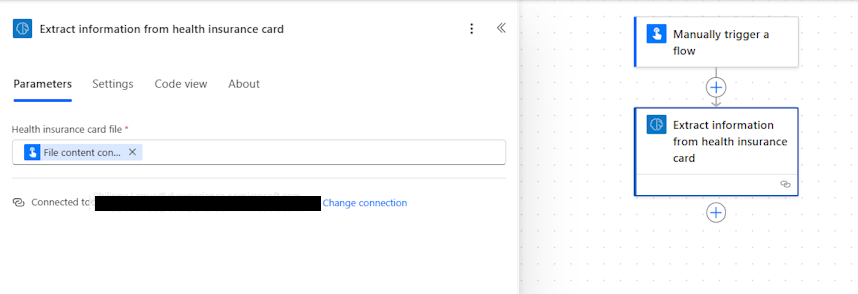 Extract information from health insurance card
Parameters Settings Code view About
Health insurance card file *
File content con... ×
Connected to
Change connection
Manually trigger a
flow
Extract information
from health insurance
card